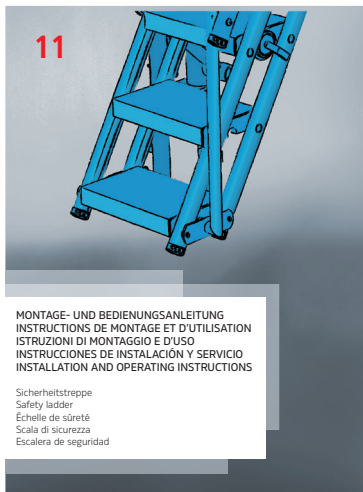 11
MONTAGE- UND BEDIENUNGSANLEITUNG
INSTRUCTIONS DE MONTAGE ET D'UTILISATION
ISTRUZIONI DI MONTAGGIO E D'USO
INSTRUCCIONES DE INSTALACIÓN Y SERVICIO
INSTALLATION AND OPERATING INSTRUCTIONS
Sicherheitstreppe
Safety ladder
Échelle de sûreté
Scala di sicurezza
Escalera de seguridad